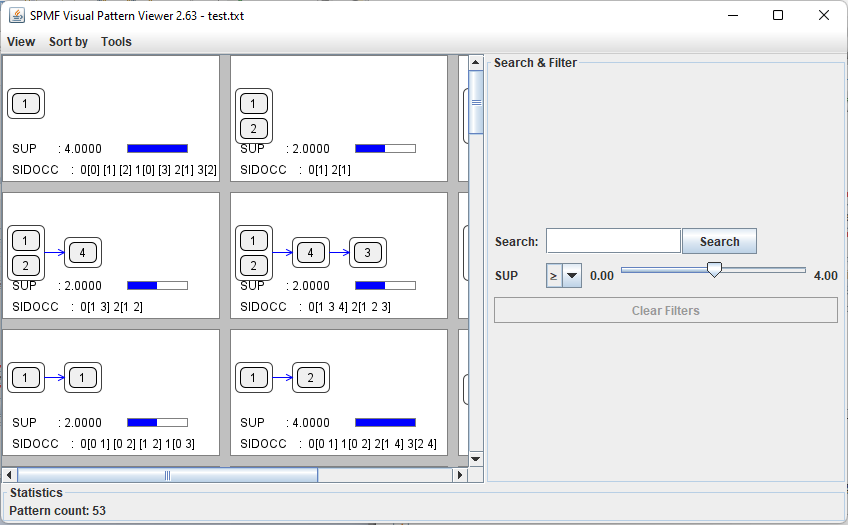 SPMF Visual Pattern Viewer 2.63 - test.txt
View Sort by Tools
1
SUP : 4.0000
SIDOCC : 0[0] [1] [2] 1[0] [3] 2[1] 3[2]
1
2
SUP : 2.0000
SIDOCC : 0[1] 2[1]
1
2
4
SUP : 2.0000
SIDOCC : 0[1 3] 2[1 2]
1
2
4
3
SUP : 2.0000
SIDOCC : 0[1 3 4] 2[1 2 3]
1
1
SUP : 2.0000
SIDOCC : 0[0 1] [0 2] [1 2] 1[0 3]
1
2
SUP : 4.0000
SIDOCC : 0[0 1] 1[0 2] 2[1 4] 3[2 4]
Search & Filter
Search: Search
SUP ≥ 0.00 4.00
Clear Filters
Statistics
Pattern count: 53